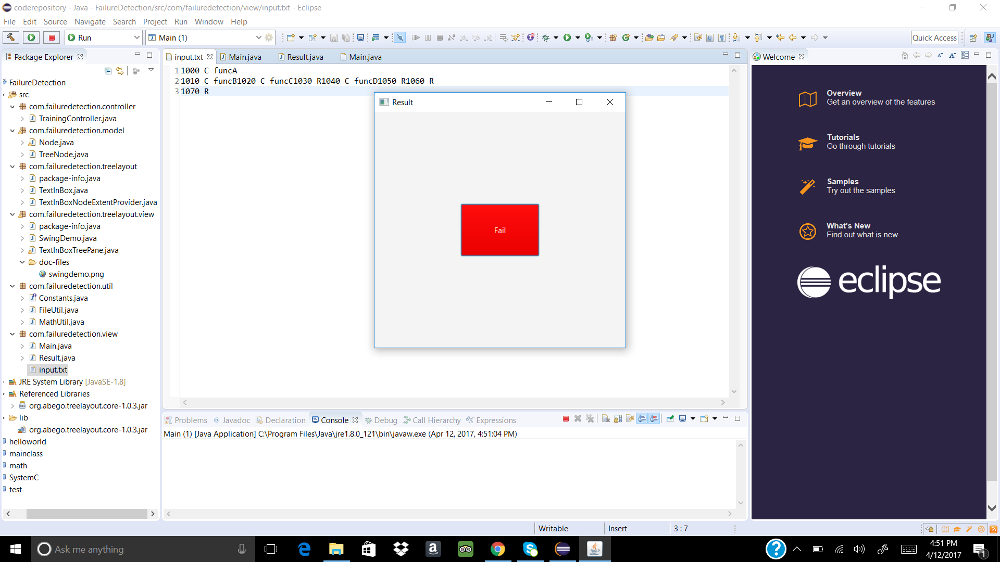 coderepository - Java - FailureDetection/src/com/failuredetection/view/input.txt - Eclipse
File Edit Source Navigate Search Project Run Window Help
Run
Main (1)
Quick Access
Package Explorer
FailureDetection
src
com.failuredetection.controller
TrainingController.java
com.failuredetection.model
Node.java
TreeNode.java
com.failuredetection.treelayout
package-info.java
TextInBox.java
TextInBoxNodeExtentProvider.java
com.failuredetection.treelayout.view
package-info.java
SwingDemo.java
TextInBoxTreePane.java
doc-files
swingdemo.png
com.failuredetection.util
Constants.java
FileUtil.java
MathUtil.java
com.failuredetection.view
Main.java
Result.java
input.txt
JRE System Library [JavaSE-1.8]
Referenced Libraries
org.abego.treelayout.core-1.0.3.jar
lib
org.abego.treelayout.core-1.0.3.jar
helloworld
mainclass
math
SystemC
test
input.txt Main.java Result.java Main.java
1 1000 C funcA
2 1010 C funcB1020 C funcC1030 R1040 C funcD1050 R1060 R
3 1070 R
Result
Fail
Problems Javadoc Declaration Console Debug Call Hierarchy Expressions
Main (1) [Java Application] C:\Program Files\Java\jre1.8.0_121\bin\javaw.exe (Apr 12, 2017, 4:51:04 PM)
Welcome
Overview
Get an overview of the features
Tutorials
Go through tutorials
Samples
Try out the samples
What's New
Find out what is new
eclipse
Writable Insert 3 : 7
Ask me anything
4:51 PM
4/12/2017
1